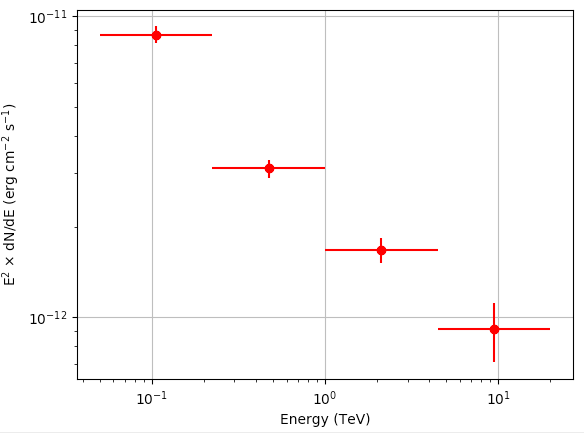 10⁻¹¹
10⁻¹²
E² × dN/dE (erg cm⁻² s⁻¹)
10⁻¹
10⁰
10¹
Energy (TeV)